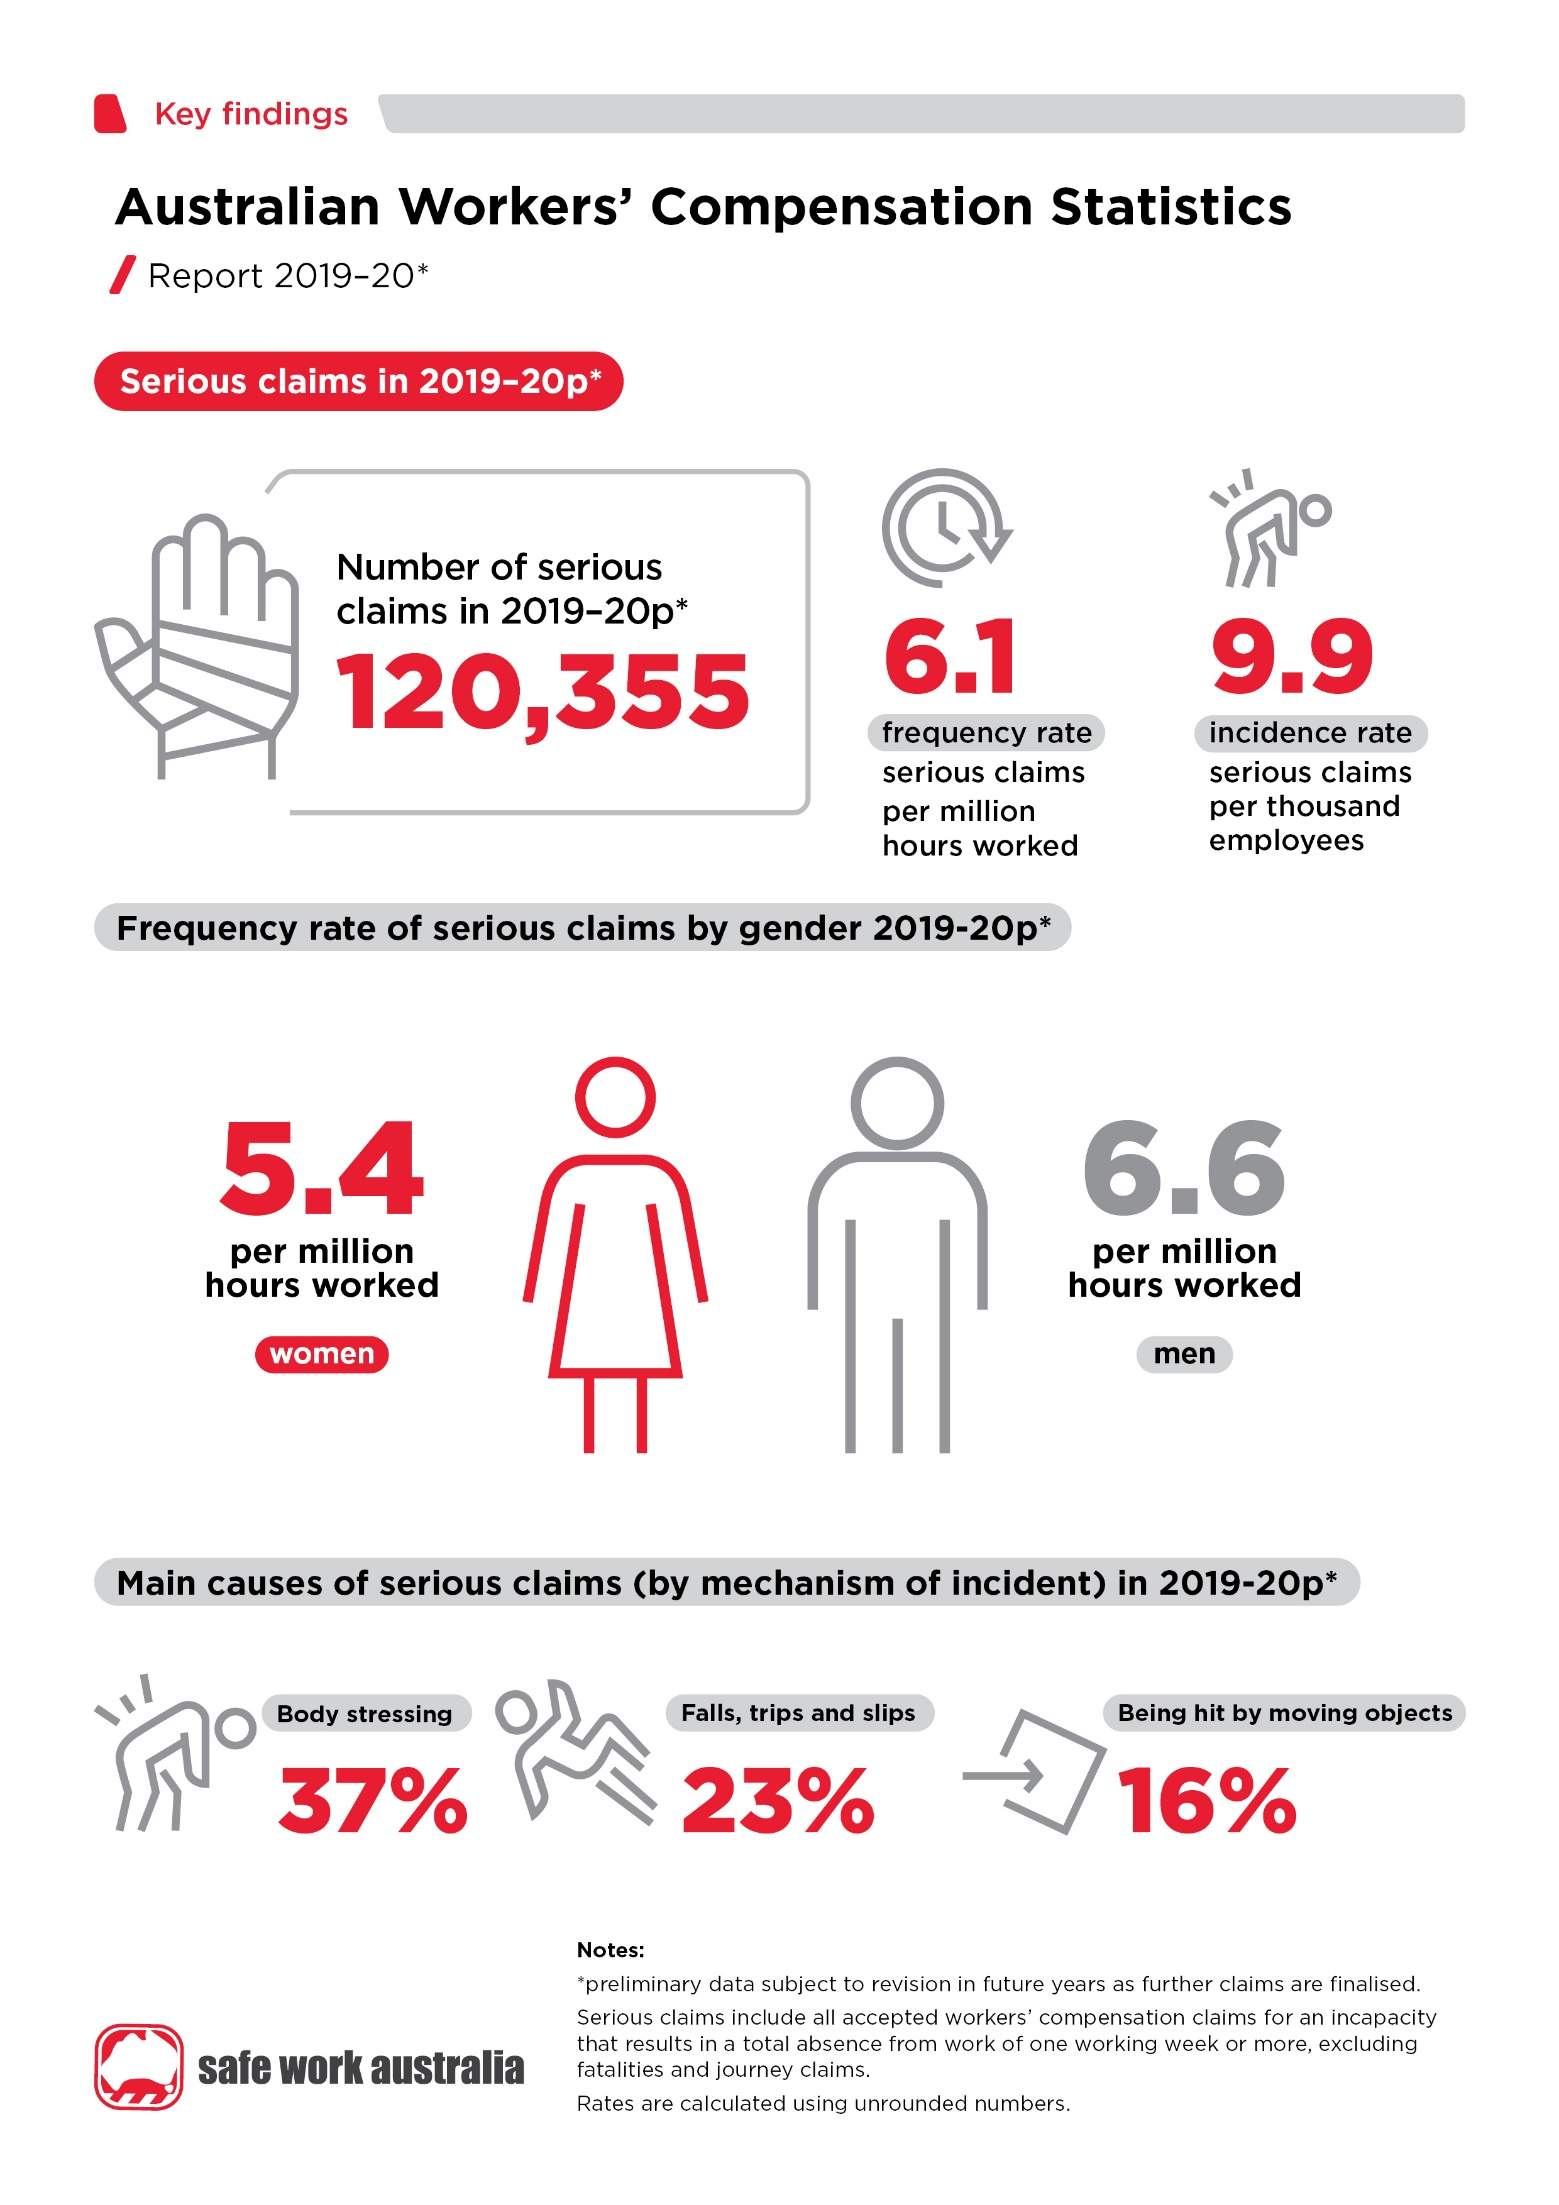 Key findings
Australian Workers’ Compensation Statistics
Report 2019–20*
Serious claims in 2019–20p*
Number of serious
claims in 2019–20p*
120,355
6.1
frequency rate
serious claims
per million
hours worked
9.9
incidence rate
serious claims
per thousand
employees
Frequency rate of serious claims by gender 2019-20p*
5.4
per million
hours worked
women
6.6
per million
hours worked
men
Main causes of serious claims (by mechanism of incident) in 2019-20p*
Body stressing
37%
Falls, trips and slips
23%
Being hit by moving objects
16%
Notes:
*preliminary data subject to revision in future years as further claims are finalised.
Serious claims include all accepted workers’ compensation claims for an incapacity
that results in a total absence from work of one working week or more, excluding
fatalities and journey claims.
Rates are calculated using unrounded numbers.
safe work australia